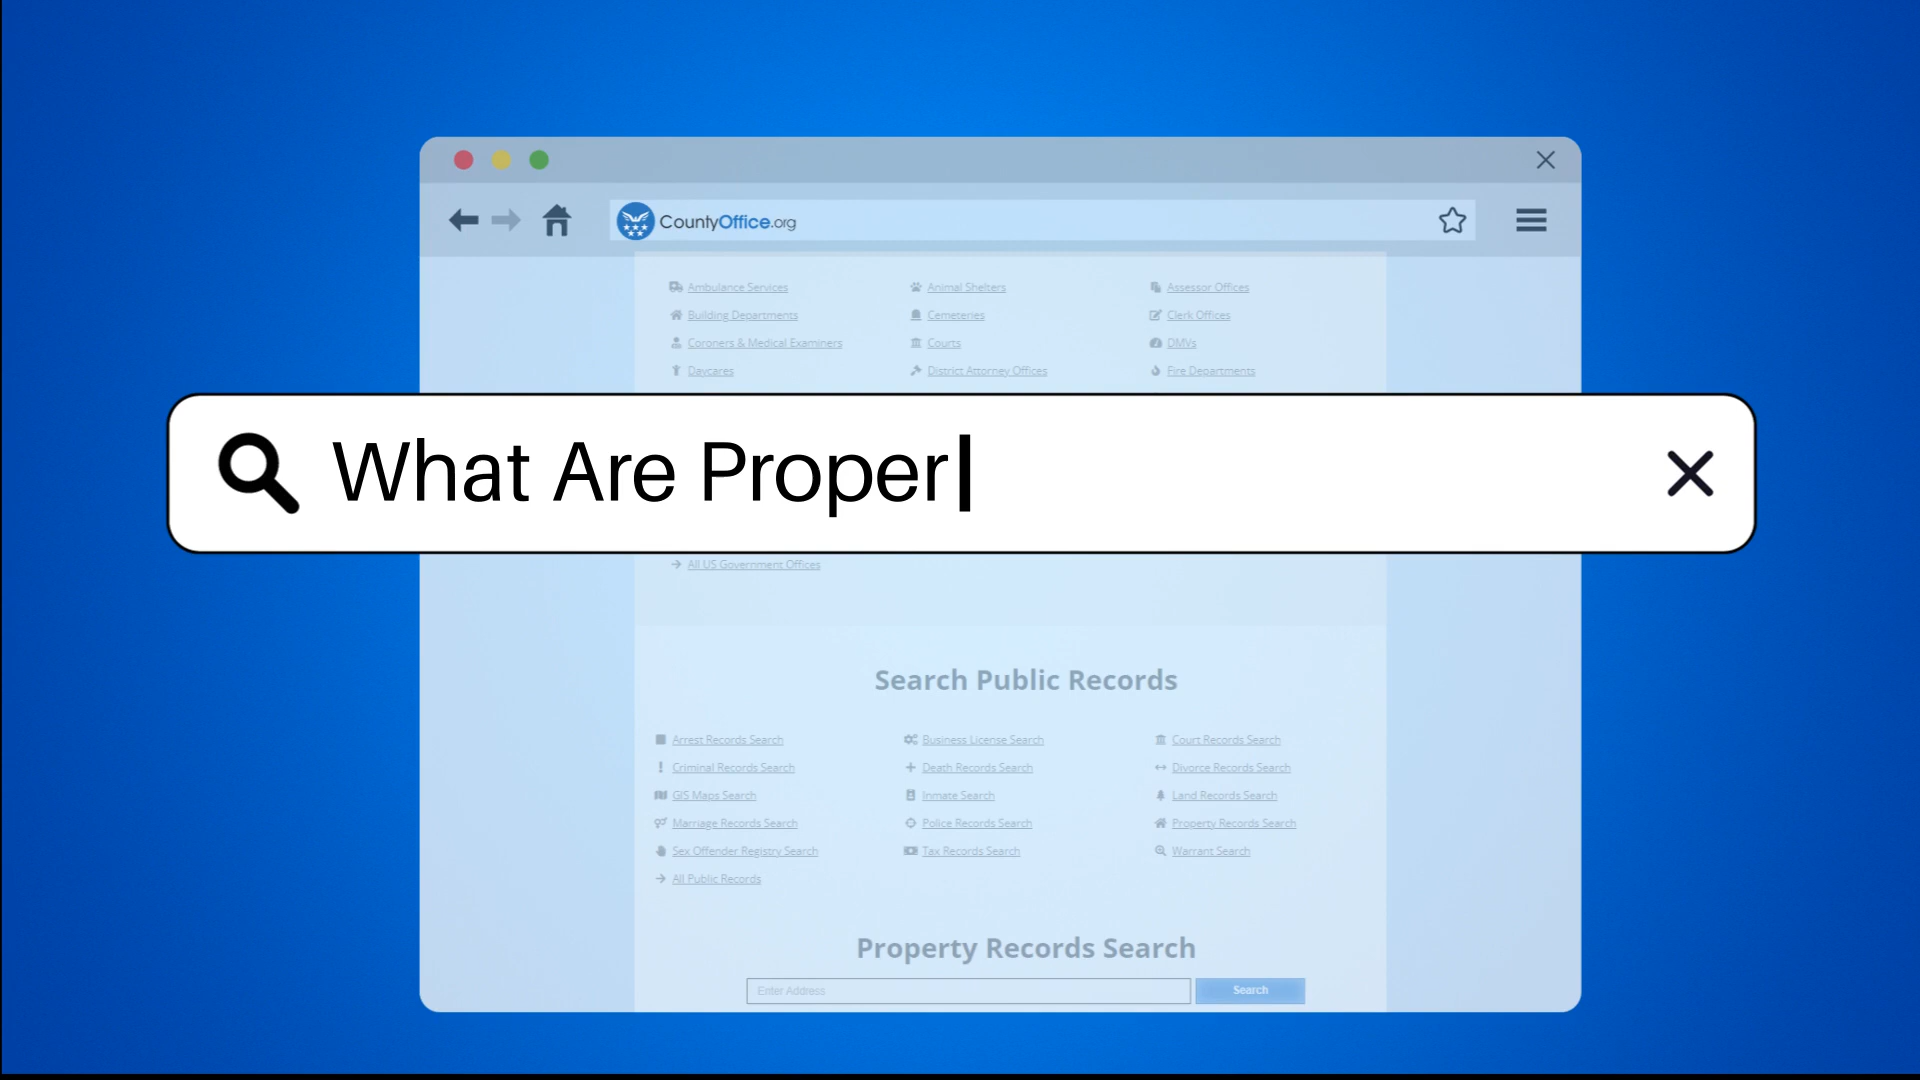 CountyOffice.org
Ambulance Services Animal Shelters Assessor Offices
Building Departments Cemeteries Clerk Offices
Coroners & Medical Examiners Courts DMVs
Daycares District Attorney Offices Fire Departments
What Are Proper
All US Government Offices
Search Public Records
Arrest Records Search Business License Search Court Records Search
Criminal Records Search Death Records Search Divorce Records Search
GIS Maps Search Inmate Search Land Records Search
Marriage Records Search Police Records Search Property Records Search
Sex Offender Registry Search Tax Records Search Warrant Search
All Public Records
Property Records Search
Enter Address Search